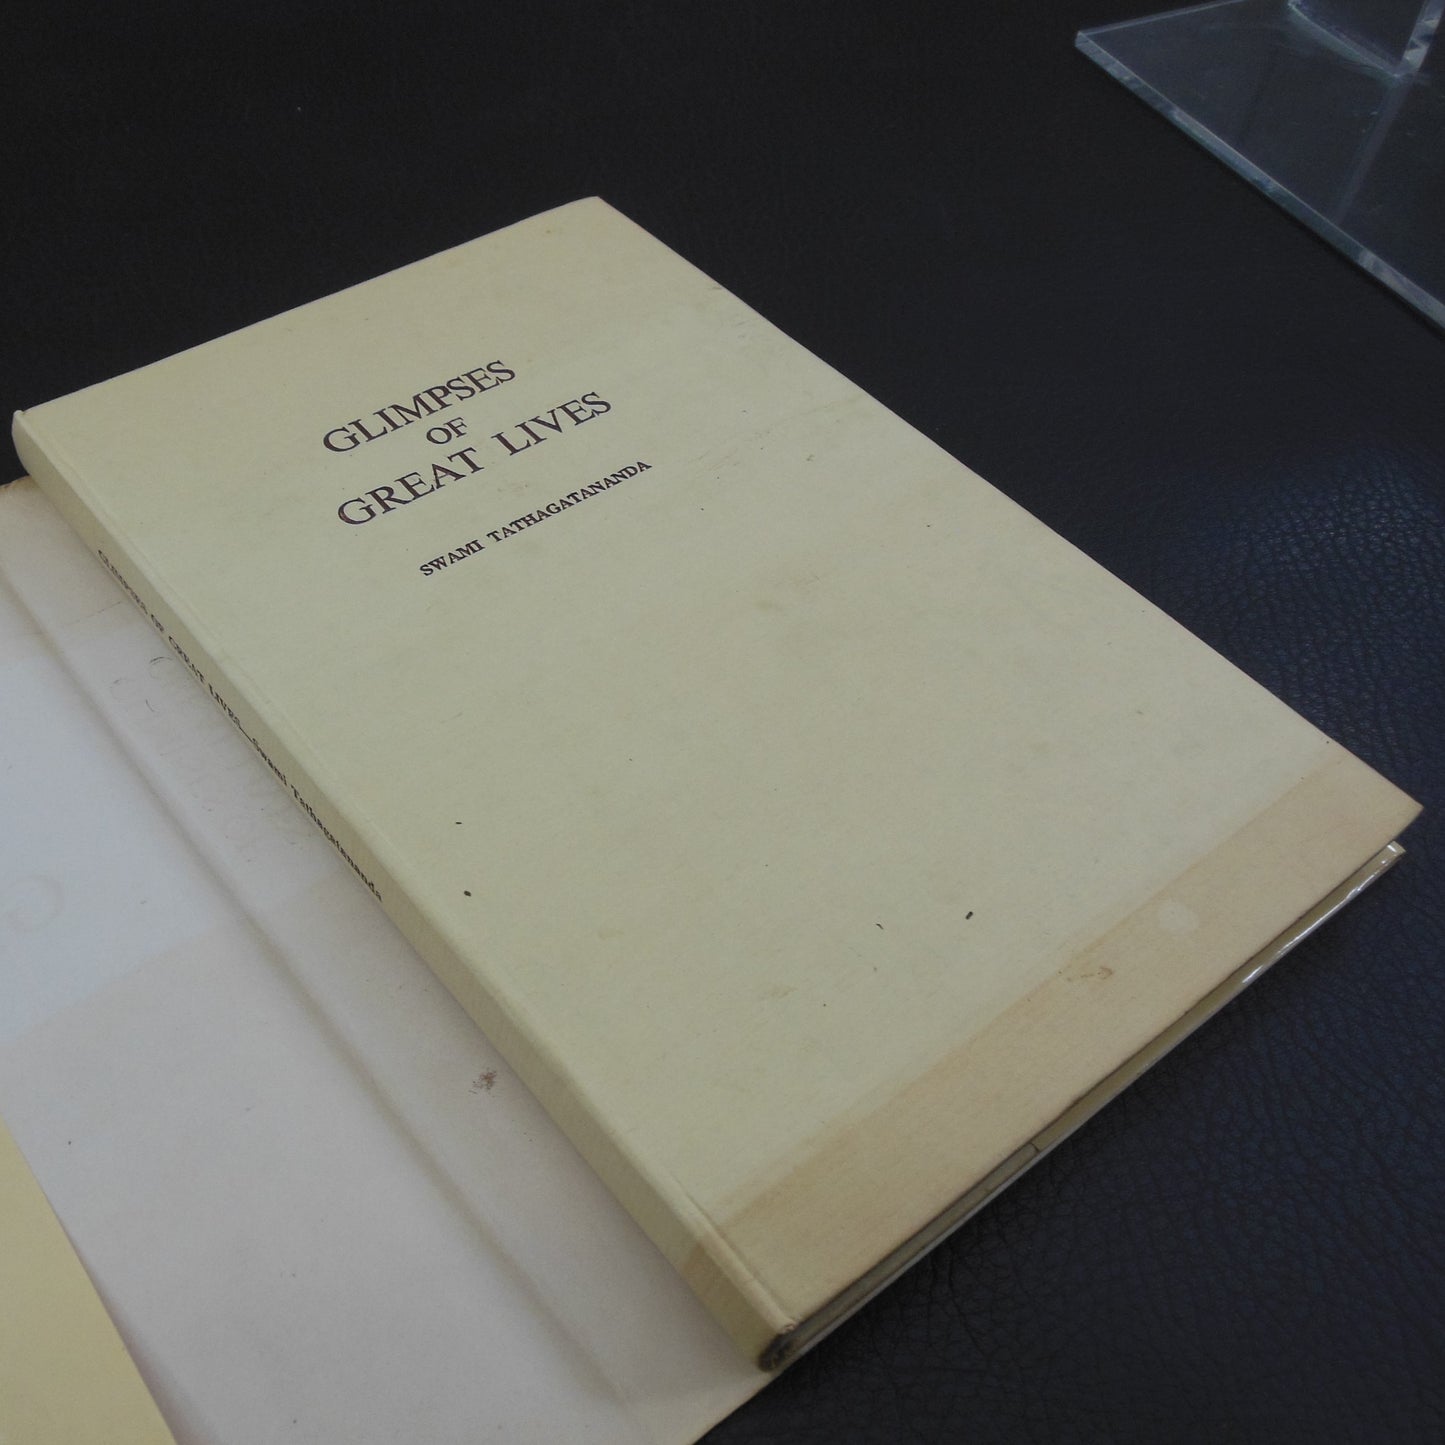 GLIMPSES
OF
GREAT LIVES
SWAMI TATHAGATANANDA
GLIMPSES OF GREAT LIVES—Swami Tathagatananda